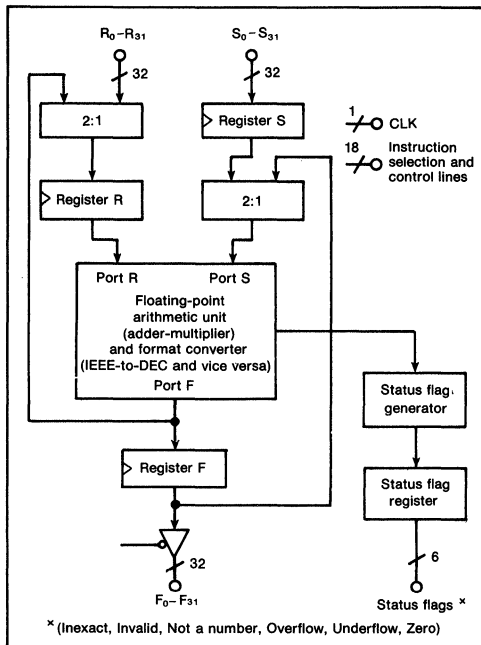 R₀–R₃₁
S₀–S₃₁
32
32
2:1
Register S
1
CLK
18
Instruction
selection and
control lines
Register R
2:1
Port R
Port S
Floating-point
arithmetic unit
(adder-multiplier)
and format converter
(IEEE-to-DEC and vice versa)
Port F
Status flag
generator
Register F
Status flag
register
32
6
F₀–F₃₁
Status flags ×
× (Inexact, Invalid, Not a number, Overflow, Underflow, Zero)